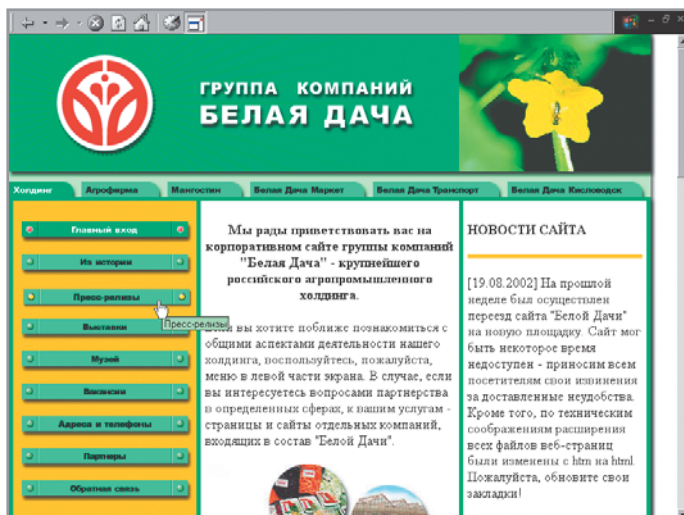 ГРУППА КОМПАНИЙ
БЕЛАЯ ДАЧА
Холдинг Агрофирма Мангостин Белая Дача Маркет Белая Дача Транспорт Белая Дача Кисловодск
Главный вход
Из истории
Пресс-релизы
Пресс-релизы
Выставки
Музей
Вакансии
Адреса и телефоны
Партнеры
Обратная связь
Мы рады приветствовать вас на
корпоративном сайте группы компаний
"Белая Дача" - крупнейшего
российского агропромышленного
холдинга.
Если вы хотите поближе познакомиться с
общими аспектами деятельности нашего
холдинга, воспользуйтесь, пожалуйста,
меню в левой части экрана. В случае, если
вы интересуетесь вопросами партнерства
в определенных сферах, к вашим услугам -
страницы и сайты отдельных компаний,
входящих в состав "Белой Дачи".
НОВОСТИ САЙТА
[19.08.2002] На прошлой
неделе был осуществлен
переезд сайта "Белой Дачи"
на новую площадку. Сайт мог
быть некоторое время
недоступен - приносим всем
посетителям свои извинения
за доставленные неудобства.
Кроме того, по техническим
соображениям расширения
всех файлов веб-страниц
были изменены с htm на html.
Пожалуйста, обновите свои
закладки!